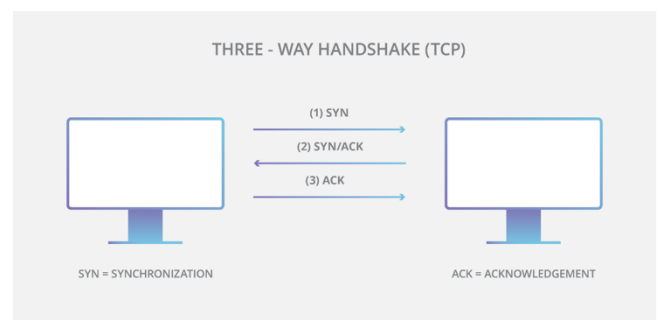 THREE - WAY HANDSHAKE (TCP)
(1) SYN
(2) SYN/ACK
(3) ACK
SYN = SYNCHRONIZATION
ACK = ACKNOWLEDGEMENT